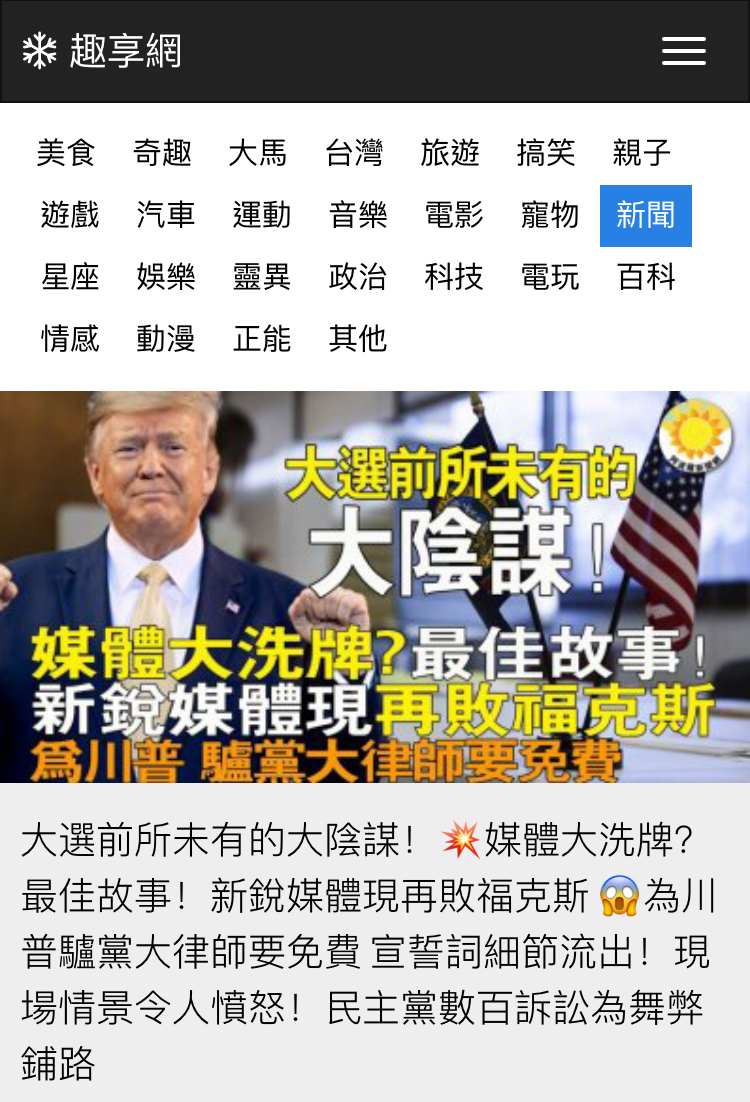 趣享網
美食 奇趣 大馬 台灣 旅遊 搞笑 親子
遊戲 汽車 運動 音樂 電影 寵物 新聞
星座 娛樂 靈異 政治 科技 電玩 百科
情感 動漫 正能 其他
大選前所未有的
大陰謀!
媒體大洗牌?最佳故事!
新銳媒體現再敗福克斯
為川普 驢黨大律師要免費
大選前所未有的大陰謀！💥媒體大洗牌？
最佳故事！新銳媒體現再敗福克斯 😱為川
普驢黨大律師要免費 宣誓詞細節流出！現
場情景令人憤怒！民主黨數百訴訟為舞弊
鋪路